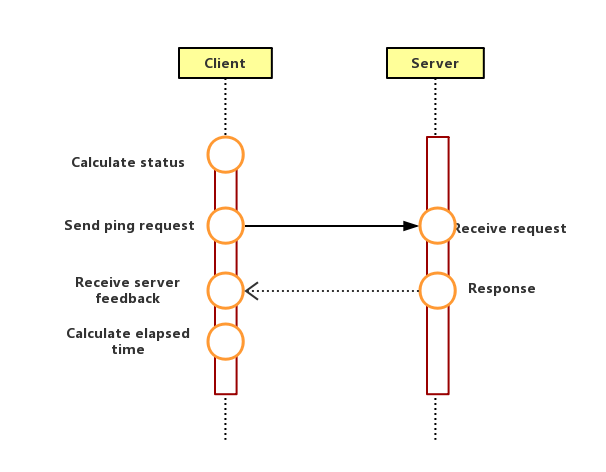 Client
Server
Calculate status
Send ping request
Receive request
Receive server
feedback
Response
Calculate elapsed
time